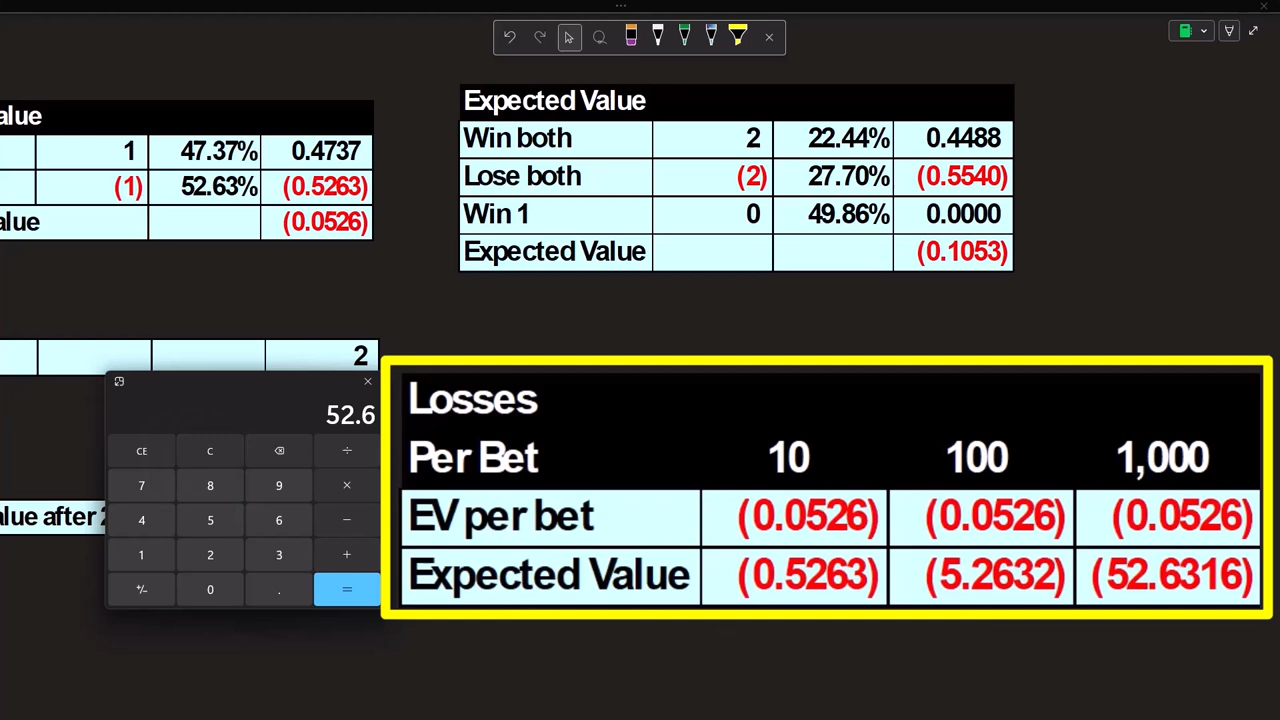 alue
1 47.37% 0.4737
(1) 52.63% (0.5263)
alue (0.0526)
Expected Value
Win both 2 22.44% 0.4488
Lose both (2) 27.70% (0.5540)
Win 1 0 49.86% 0.0000
Expected Value (0.1053)
2
alue after 2
52.6
CE C ÷
7 8 9 ×
4 5 6 −
1 2 3 +
+/- 0 . =
Losses
Per Bet 10 100 1,000
EV per bet (0.0526) (0.0526) (0.0526)
Expected Value (0.5263) (5.2632) (52.6316)